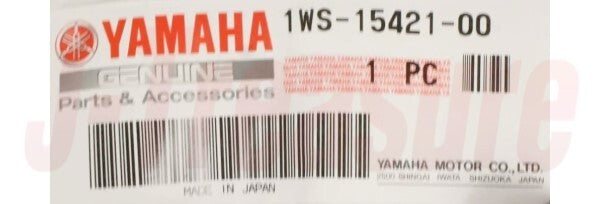 YAMAHA
1WS-15421-00
GENUINE
1 PC
Parts & Accessories
YAMAHA MOTOR CO., LTD.
2500 SHINGAI IWATA SHIZUOKA JAPAN
MADE IN JAPAN